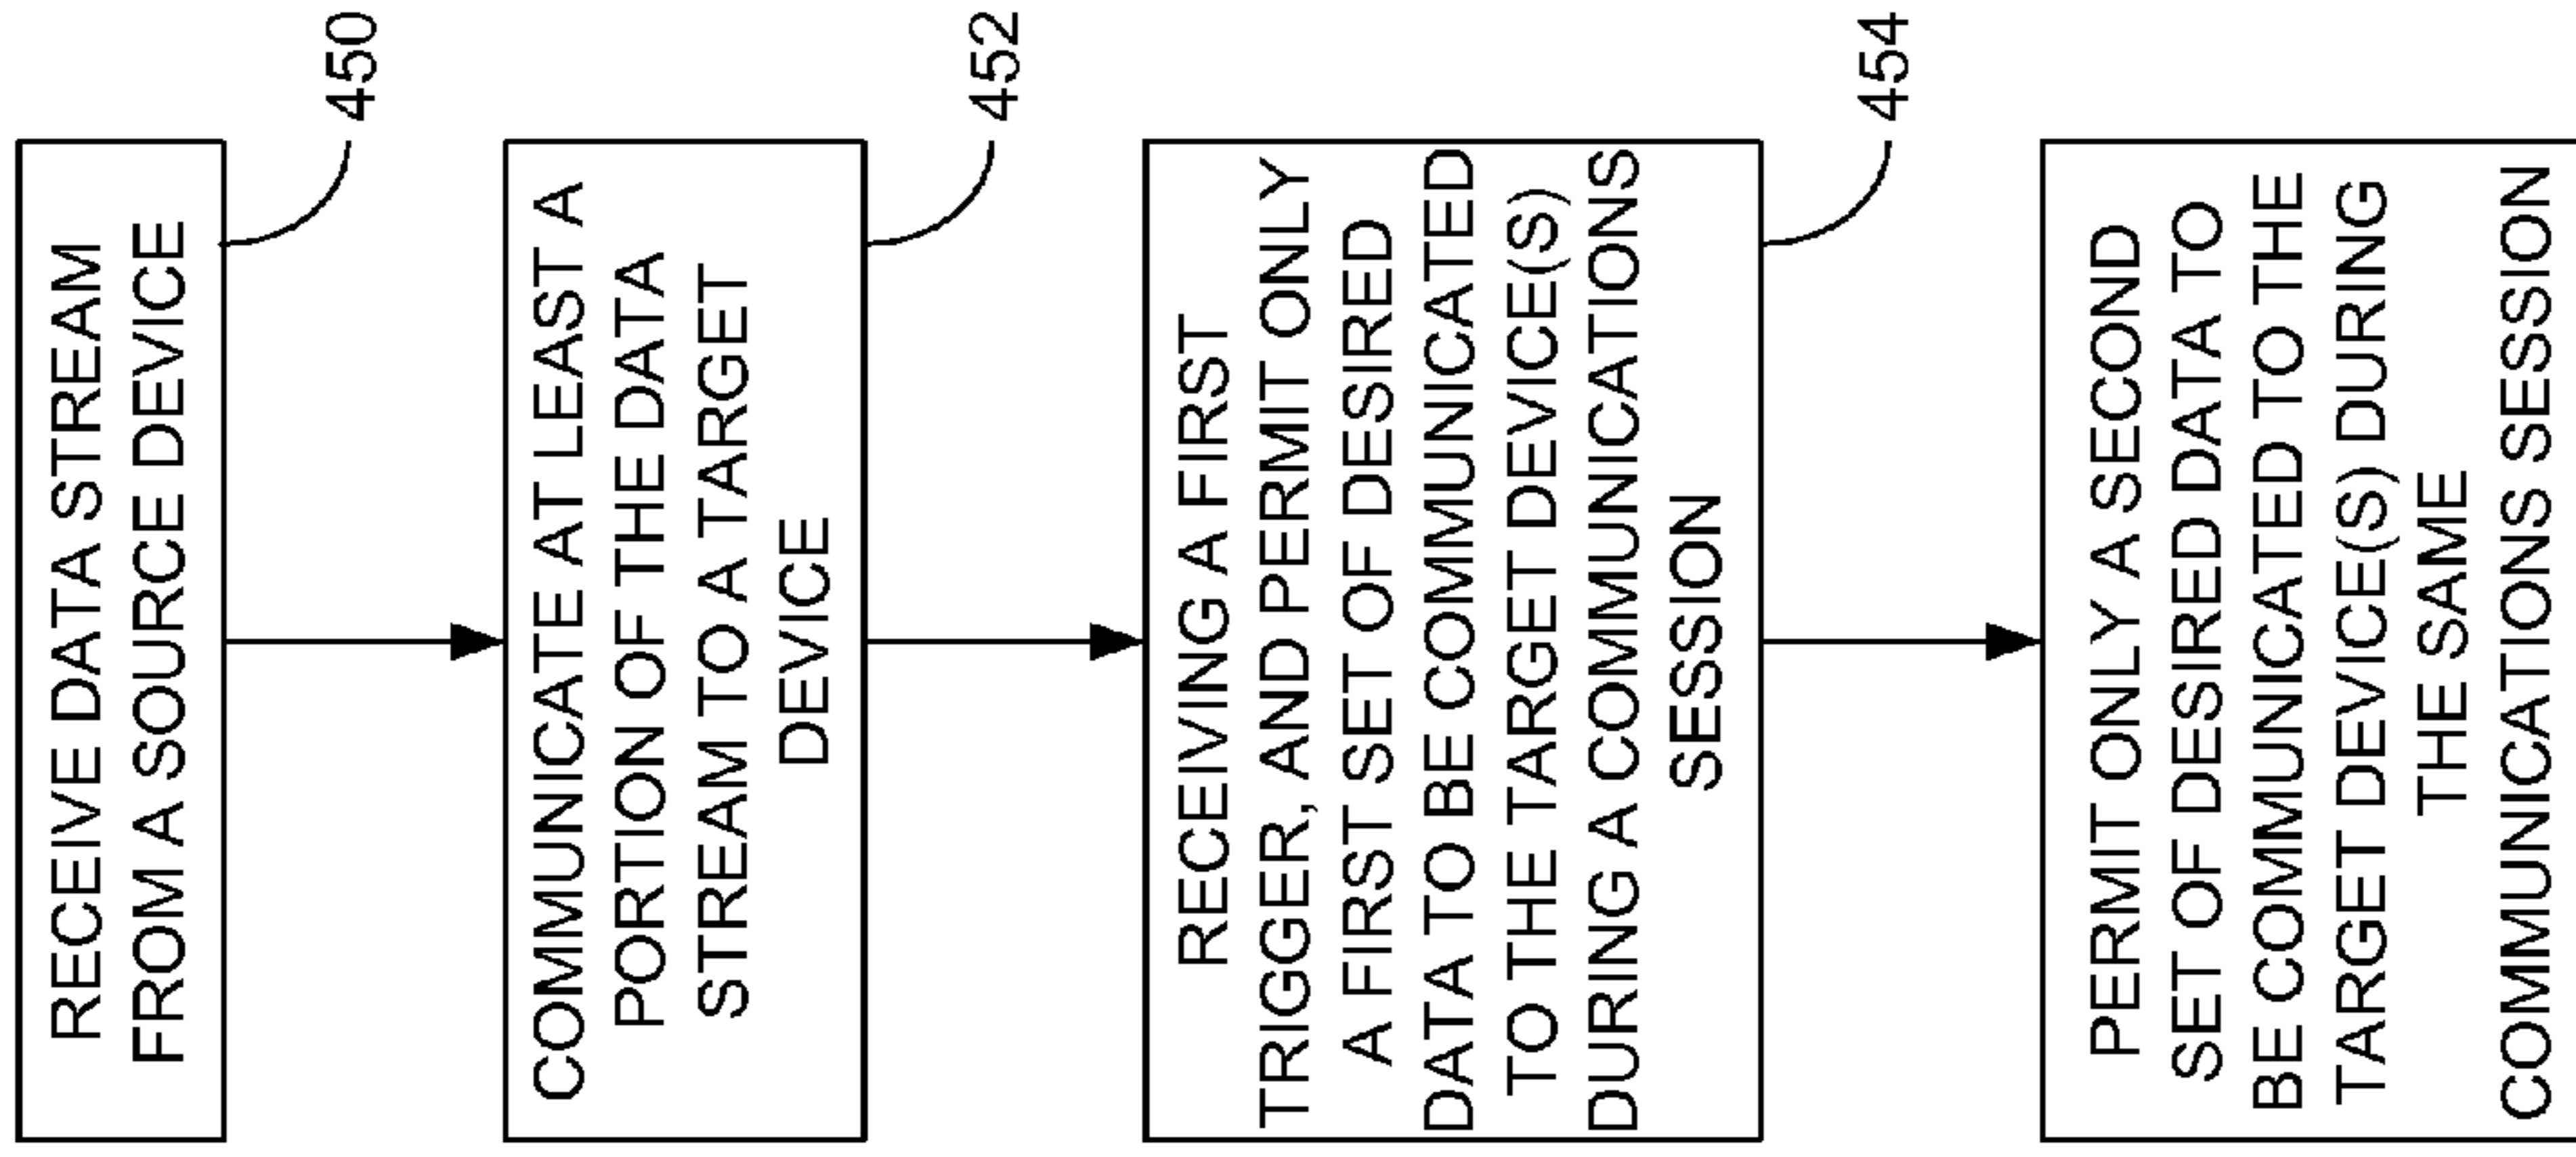 RECEIVE DATA STREAM
FROM A SOURCE DEVICE
450
COMMUNICATE AT LEAST A
PORTION OF THE DATA
STREAM TO A TARGET
DEVICE
452
RECEIVING A FIRST
TRIGGER, AND PERMIT ONLY
A FIRST SET OF DESIRED
DATA TO BE COMMUNICATED
TO THE TARGET DEVICE(S)
DURING A COMMUNICATIONS
SESSION
454
PERMIT ONLY A SECOND
SET OF DESIRED DATA TO
BE COMMUNICATED TO THE
TARGET DEVICE(S) DURING
THE SAME
COMMUNICATIONS SESSION